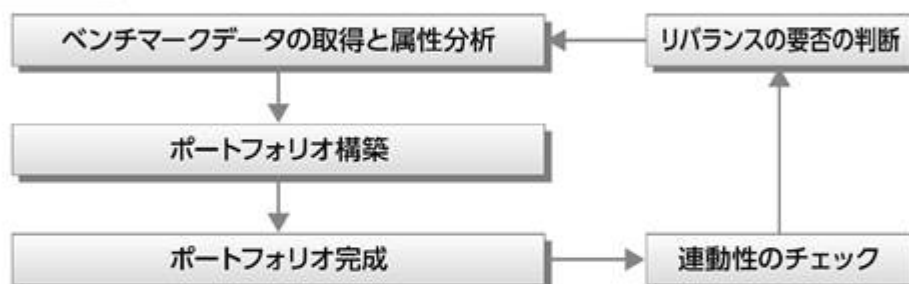 ベンチマークデータの取得と属性分析
リバランスの要否の判断
ポートフォリオ構築
ポートフォリオ完成
連動性のチェック